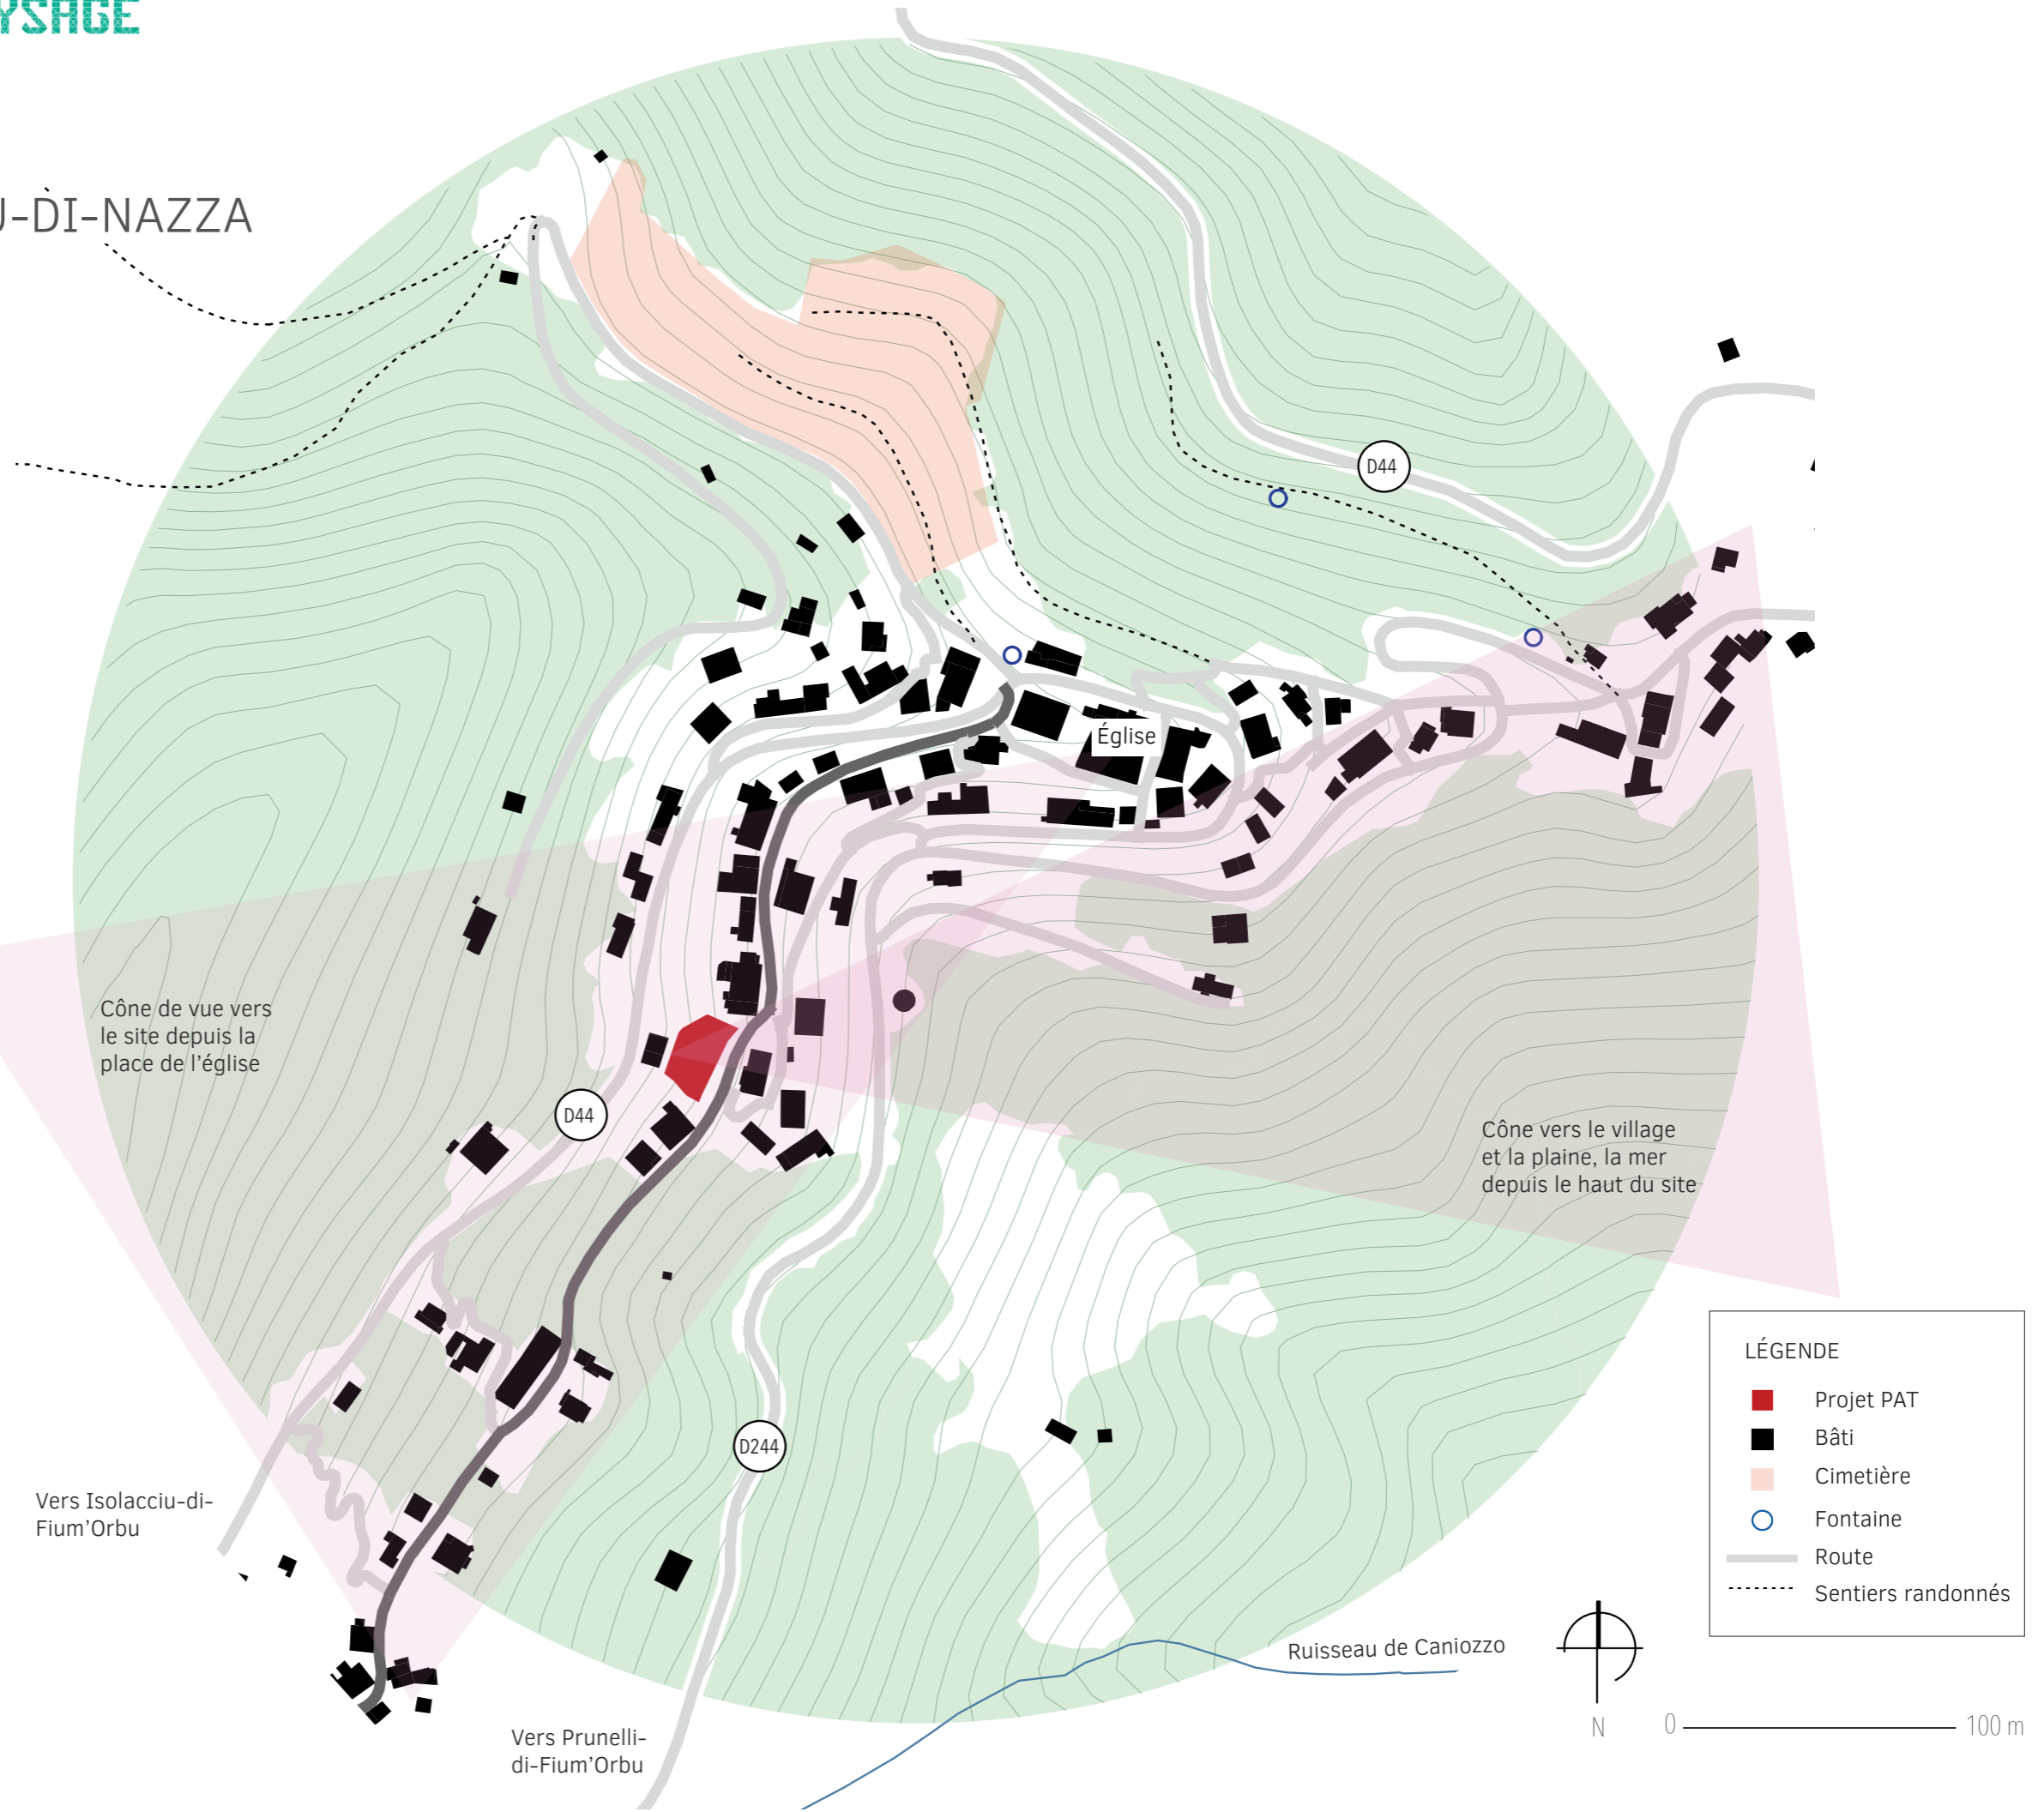 YSAGE
U-DI-NAZZA
D44
Église
Cône de vue vers
le site depuis la
place de l'église
D44
Cône vers le village
et la plaine, la mer
depuis le haut du site
D244
Vers Isolacciu-di-
Fium'Orbu
Vers Prunelli-
di-Fium'Orbu
Ruisseau de Caniozzo
LÉGENDE
Projet PAT
Bâti
Cimetière
Fontaine
Route
Sentiers randonnés
N
0
100 m